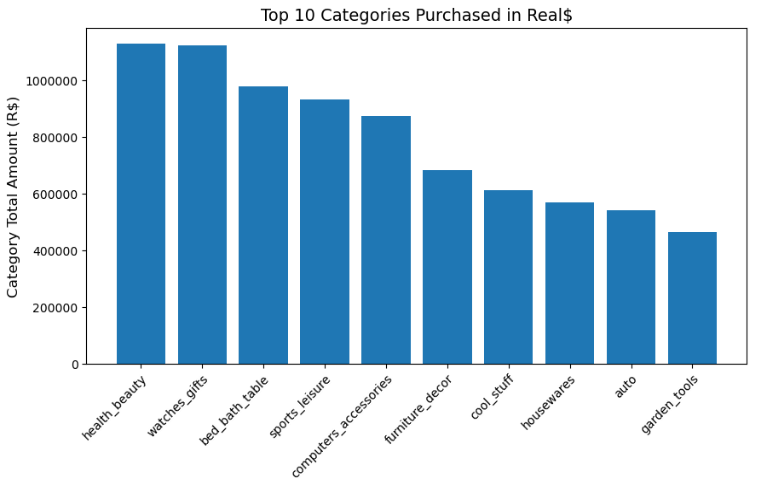 Top 10 Categories Purchased in Real$
Category Total Amount (R$)
1000000
800000
600000
400000
200000
0
health_beauty
watches_gifts
bed_bath_table
sports_leisure
computers_accessories
furniture_decor
cool_stuff
housewares
auto
garden_tools